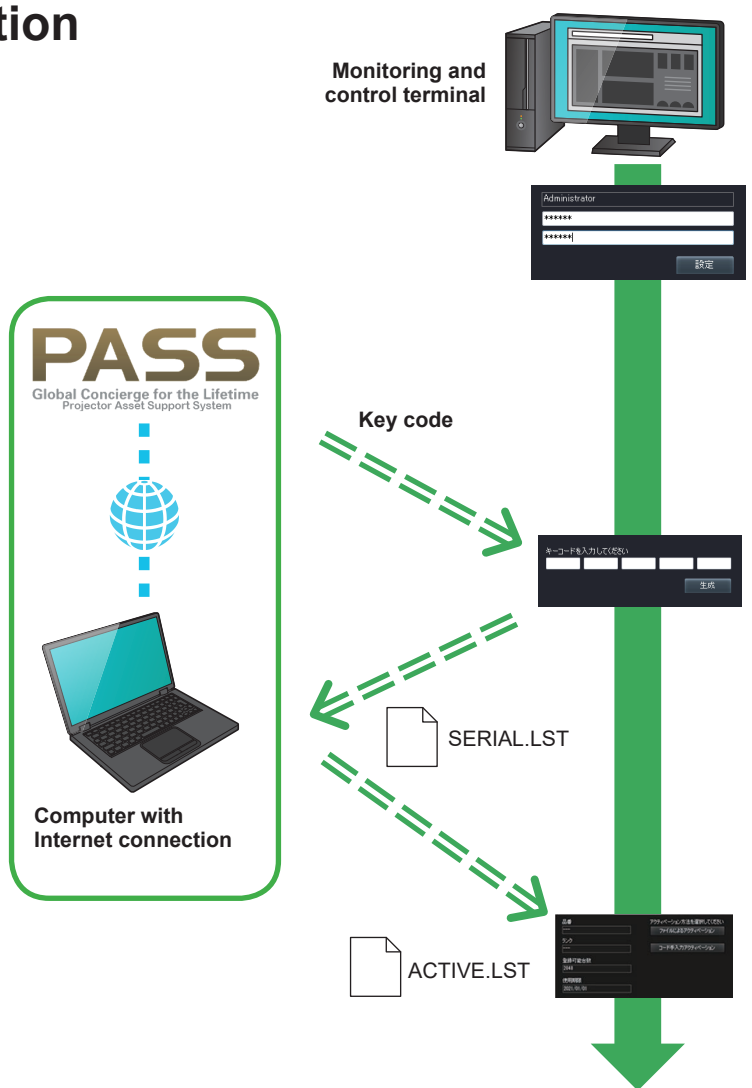 tion
Monitoring and
control terminal
Administrator
******
******
設定
PASS
Global Concierge for the Lifetime
Projector Asset Support System
Key code
キーコードを入力してください
生成
SERIAL.LST
Computer with
Internet connection
ACTIVE.LST
品番
----
ランク
----
登録可能台数
2048
使用期限
2021/01/01
アクティベーション方法を選択してください
ファイルによるアクティベーション
コード手入力アクティベーション